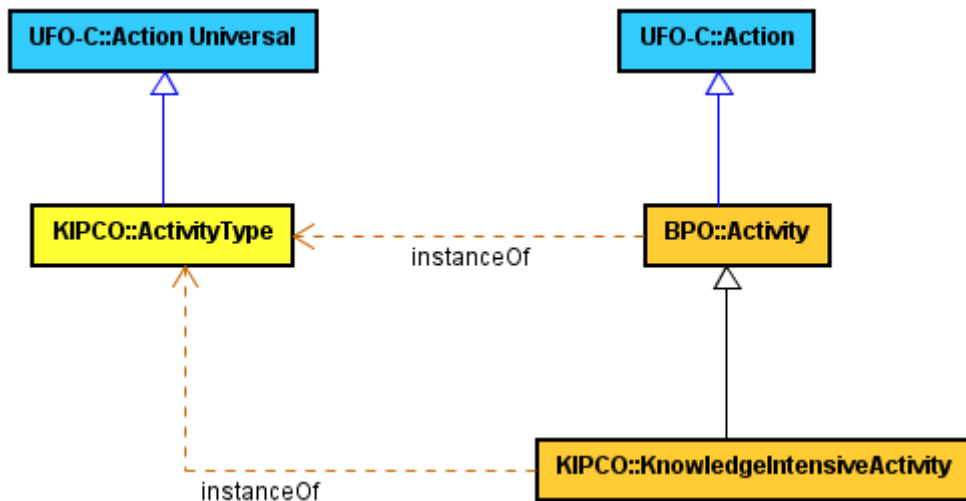 UFO-C::Action Universal
UFO-C::Action
KIPCO::ActivityType
BPO::Activity
instanceOf
KIPCO::KnowledgeIntensiveActivity
instanceOf